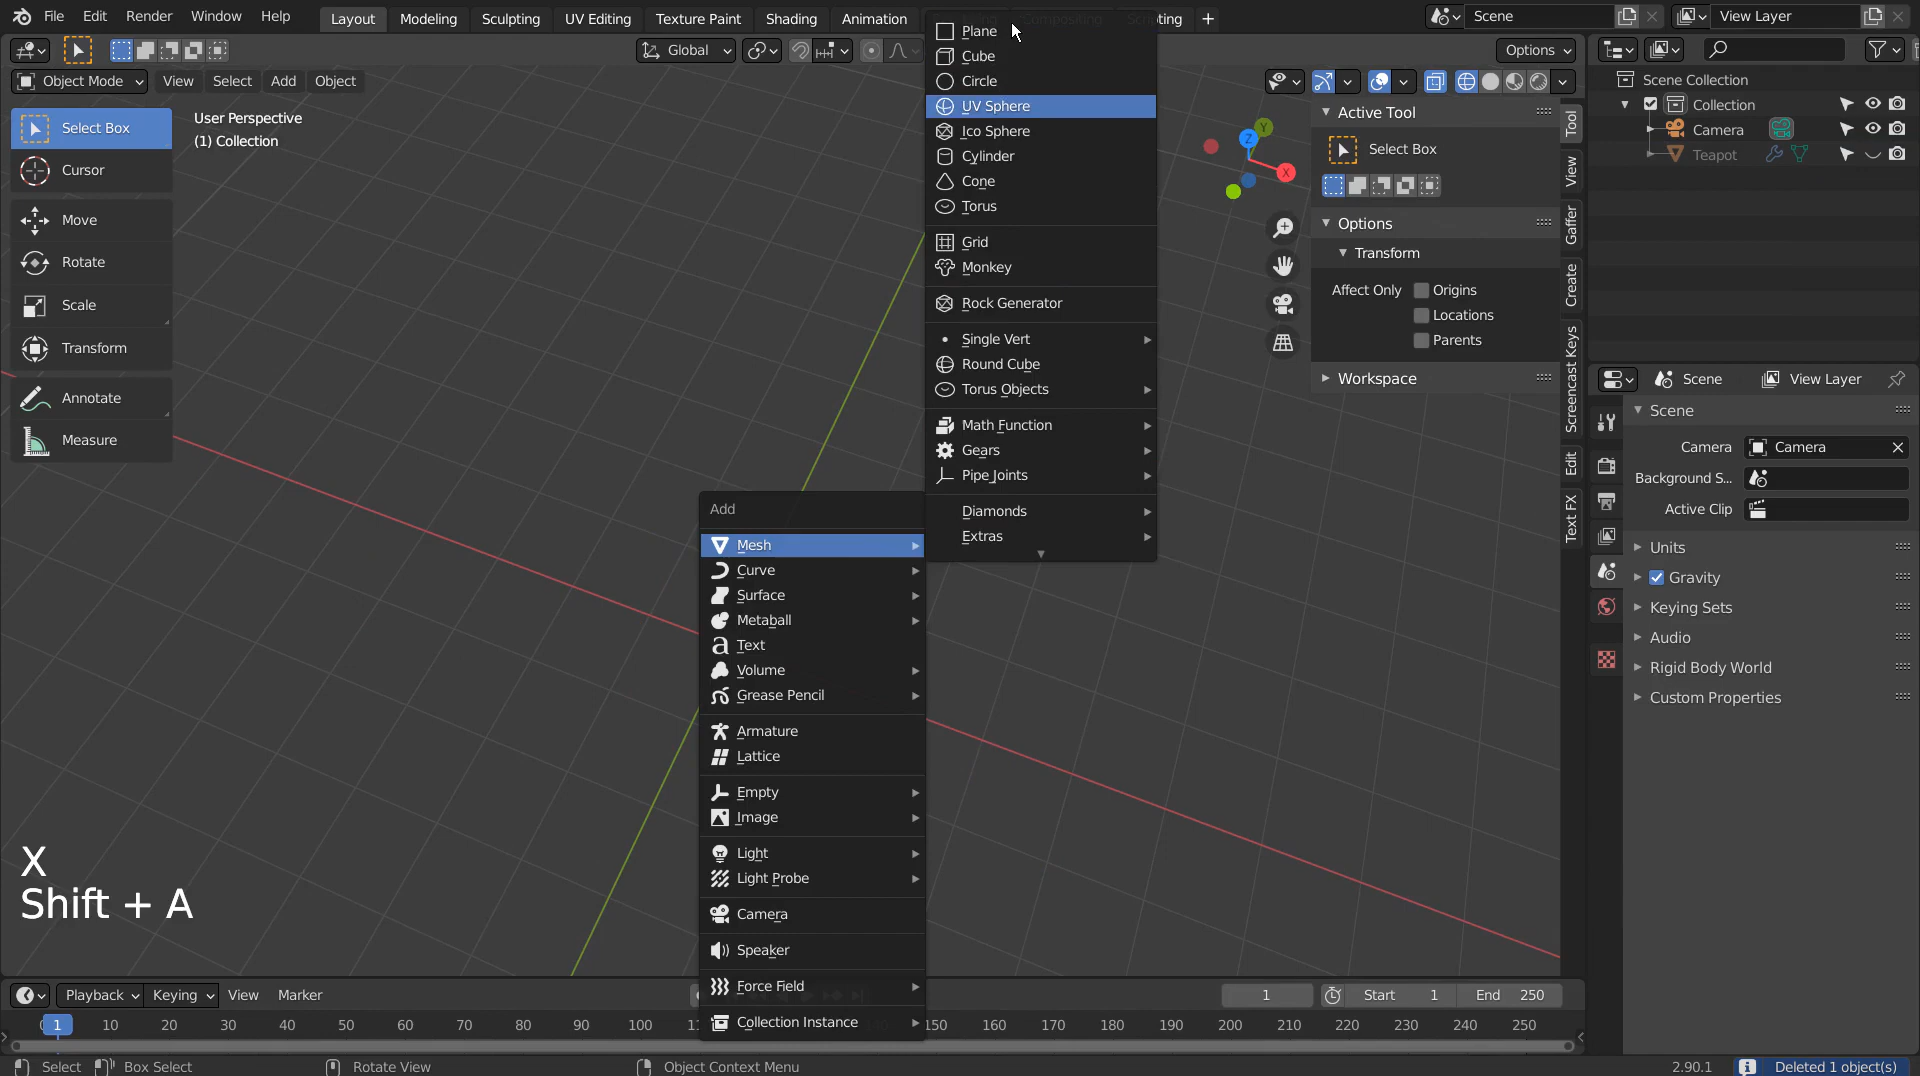 File Edit Render Window Help Layout Modeling Sculpting UV Editing Texture Paint Shading Animation Compositing Scripting + Scene View Layer
Global Options
Object Mode View Select Add Object
User Perspective
(1) Collection
Select Box
Cursor
Move
Rotate
Scale
Transform
Annotate
Measure
Plane
Cube
Circle
UV Sphere
Ico Sphere
Cylinder
Cone
Torus
Grid
Monkey
Rock Generator
Single Vert
Round Cube
Torus Objects
Math Function
Gears
Pipe Joints
Diamonds
Extras
Add
Mesh
Curve
Surface
Metaball
Text
Volume
Grease Pencil
Armature
Lattice
Empty
Image
Light
Light Probe
Camera
Speaker
Force Field
Collection Instance
X
Shift + A
Z
Y
X
Active Tool
Select Box
Options
Transform
Affect Only Origins
Locations
Parents
Workspace
Tool
View
Gaffer
Create
Screencast Keys
Edit
Text FX
Scene Collection
Collection
Camera
Teapot
Scene View Layer
Scene
Camera Camera
Background S...
Active Clip
Units
Gravity
Keying Sets
Audio
Rigid Body World
Custom Properties
Playback Keying View Marker 1 Start 1 End 250
1 10 20 30 40 50 60 70 80 90 100 150 160 170 180 190 200 210 220 230 240 250
Select Box Select Rotate View Object Context Menu 2.90.1 Deleted 1 object(s)